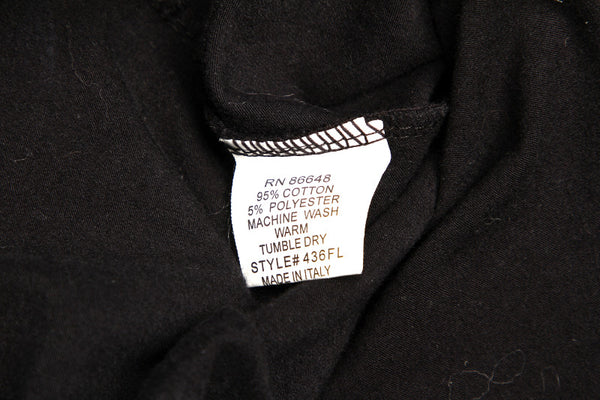 RN 86648
95% COTTON
5% POLYESTER
MACHINE WASH
WARM
TUMBLE DRY
STYLE# 436FL
MADE IN ITALY